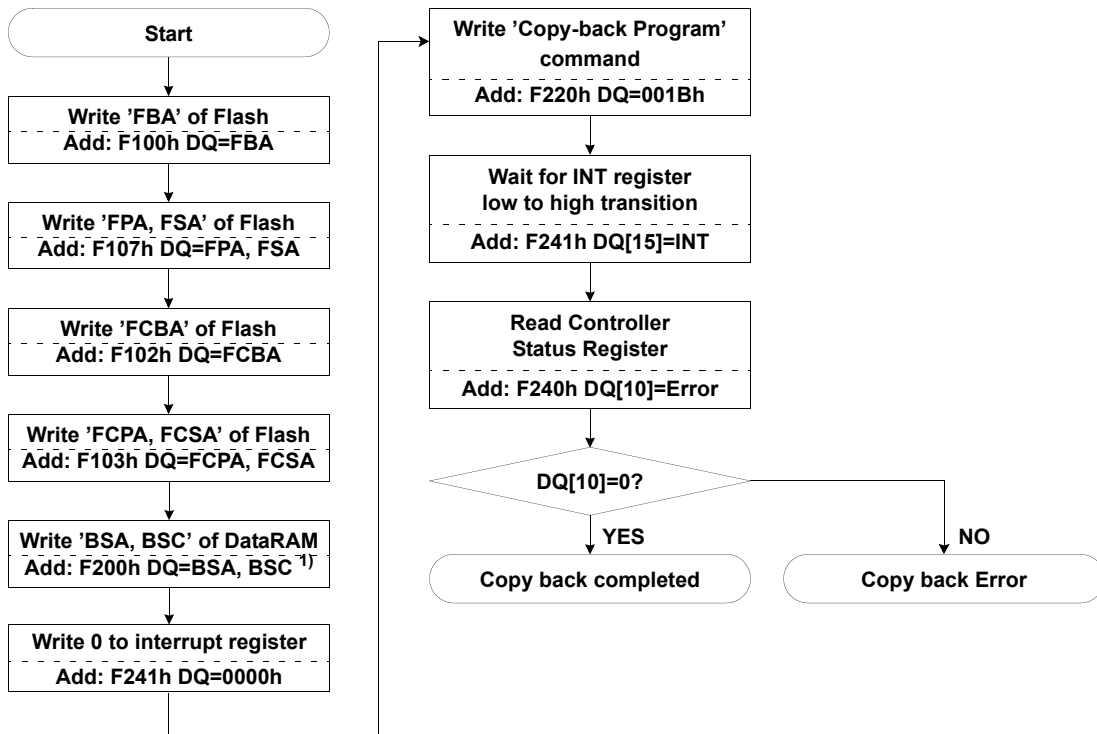 Start
Write ’FBA’ of Flash
Add: F100h DQ=FBA
Write ’FPA, FSA’ of Flash
Add: F107h DQ=FPA, FSA
Write ’FCBA’ of Flash
Add: F102h DQ=FCBA
Write ’FCPA, FCSA’ of Flash
Add: F103h DQ=FCPA, FCSA
Write ’BSA, BSC’ of DataRAM
Add: F200h DQ=BSA, BSC 1)
Write 0 to interrupt register
Add: F241h DQ=0000h
Write ’Copy-back Program’
command
Add: F220h DQ=001Bh
Wait for INT register
low to high transition
Add: F241h DQ[15]=INT
Read Controller
Status Register
Add: F240h DQ[10]=Error
DQ[10]=0?
YES
NO
Copy back completed
Copy back Error